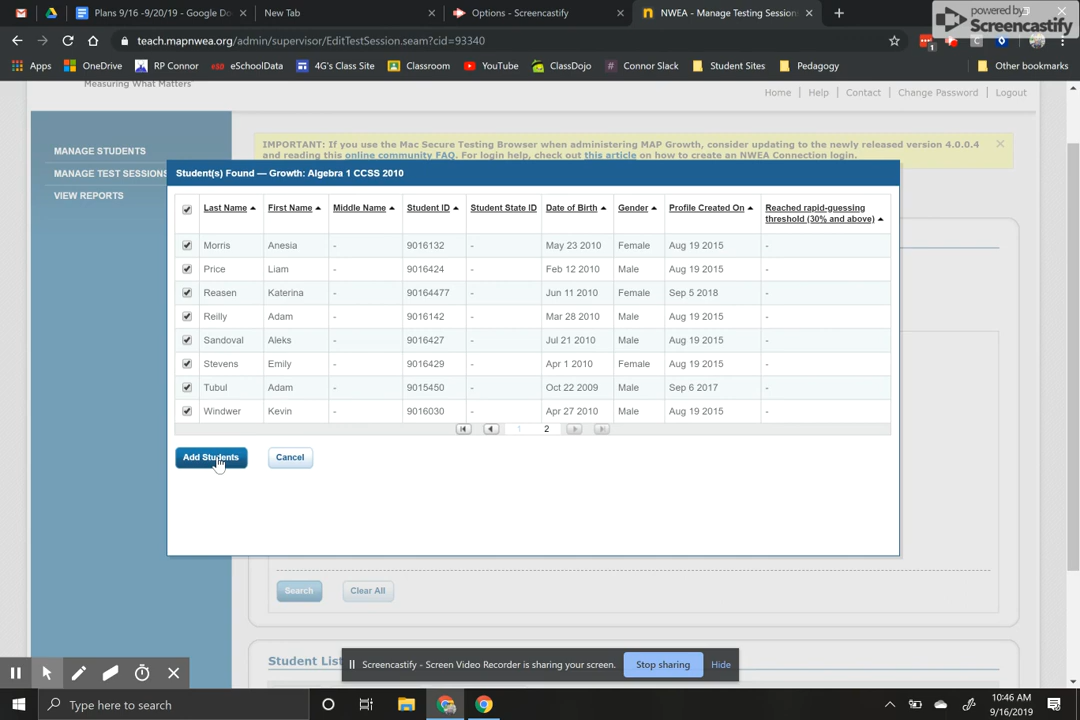 Plans 9/16 -9/20/19 - Google Do
New Tab
Options - Screencastify
NWEA - Manage Testing Session
powered by
Screencastify
teach.mapnwea.org/admin/supervisor/EditTestSession.seam?cid=93340
Apps
OneDrive
RP Connor
eSchoolData
4G's Class Site
Classroom
YouTube
ClassDojo
Connor Slack
Student Sites
Pedagogy
Other bookmarks
Measuring What Matters
Home | Help | Contact | Change Password | Logout
MANAGE STUDENTS
MANAGE TEST SESSIONS
VIEW REPORTS
IMPORTANT: If you use the Mac Secure Testing Browser when administering MAP Growth, consider updating to the newly released version 4.0.0.4
and reading this online community FAQ. For login help, check out this article on how to create an NWEA Connection login.
Student(s) Found — Growth: Algebra 1 CCSS 2010
Last Name First Name Middle Name Student ID Student State ID Date of Birth Gender Profile Created On Reached rapid-guessing
threshold (30% and above)
Morris Anesia - 9016132 - May 23 2010 Female Aug 19 2015 -
Price Liam - 9016424 - Feb 12 2010 Male Aug 19 2015 -
Reasen Katerina - 90164477 - Jun 11 2010 Female Sep 5 2018 -
Reilly Adam - 9016142 - Mar 28 2010 Male Aug 19 2015 -
Sandoval Aleks - 9016427 - Jul 21 2010 Male Aug 19 2015 -
Stevens Emily - 9016429 - Apr 1 2010 Female Aug 19 2015 -
Tubul Adam - 9015450 - Oct 22 2009 Male Sep 6 2017 -
Windwer Kevin - 9016030 - Apr 27 2010 Male Aug 19 2015 -
1 2
Add Students
Cancel
Search
Clear All
Student Lis
Screencastify - Screen Video Recorder is sharing your screen.
Stop sharing
Hide
Type here to search
10:46 AM
9/16/2019